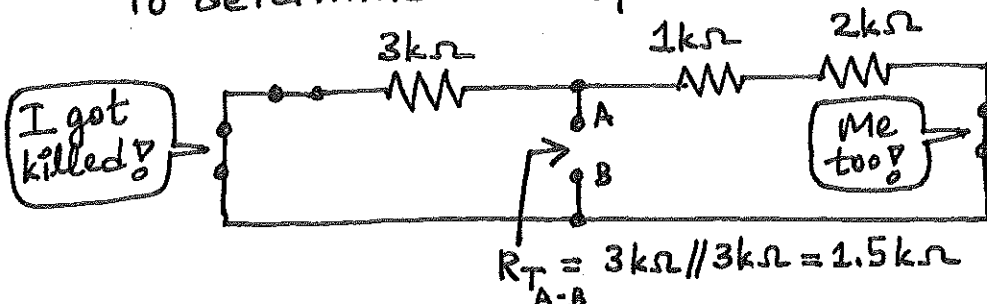 To determine
3kΩ
1kΩ
2kΩ
I got
killed!
A
B
Me
too!
R_T A-B = 3kΩ//3kΩ = 1.5kΩ